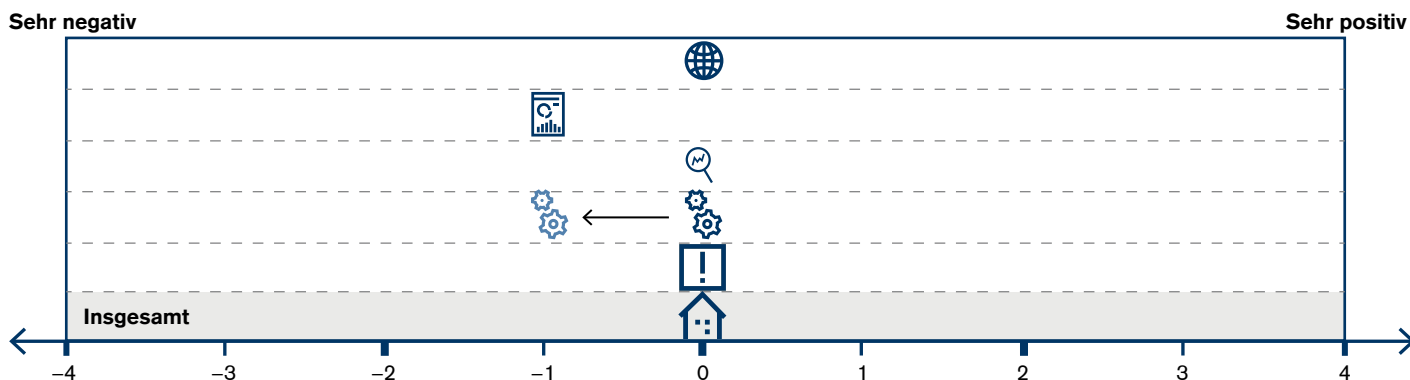 Sehr negativ Sehr positiv
!
Insgesamt
–4 –3 –2 –1 0 1 2 3 4